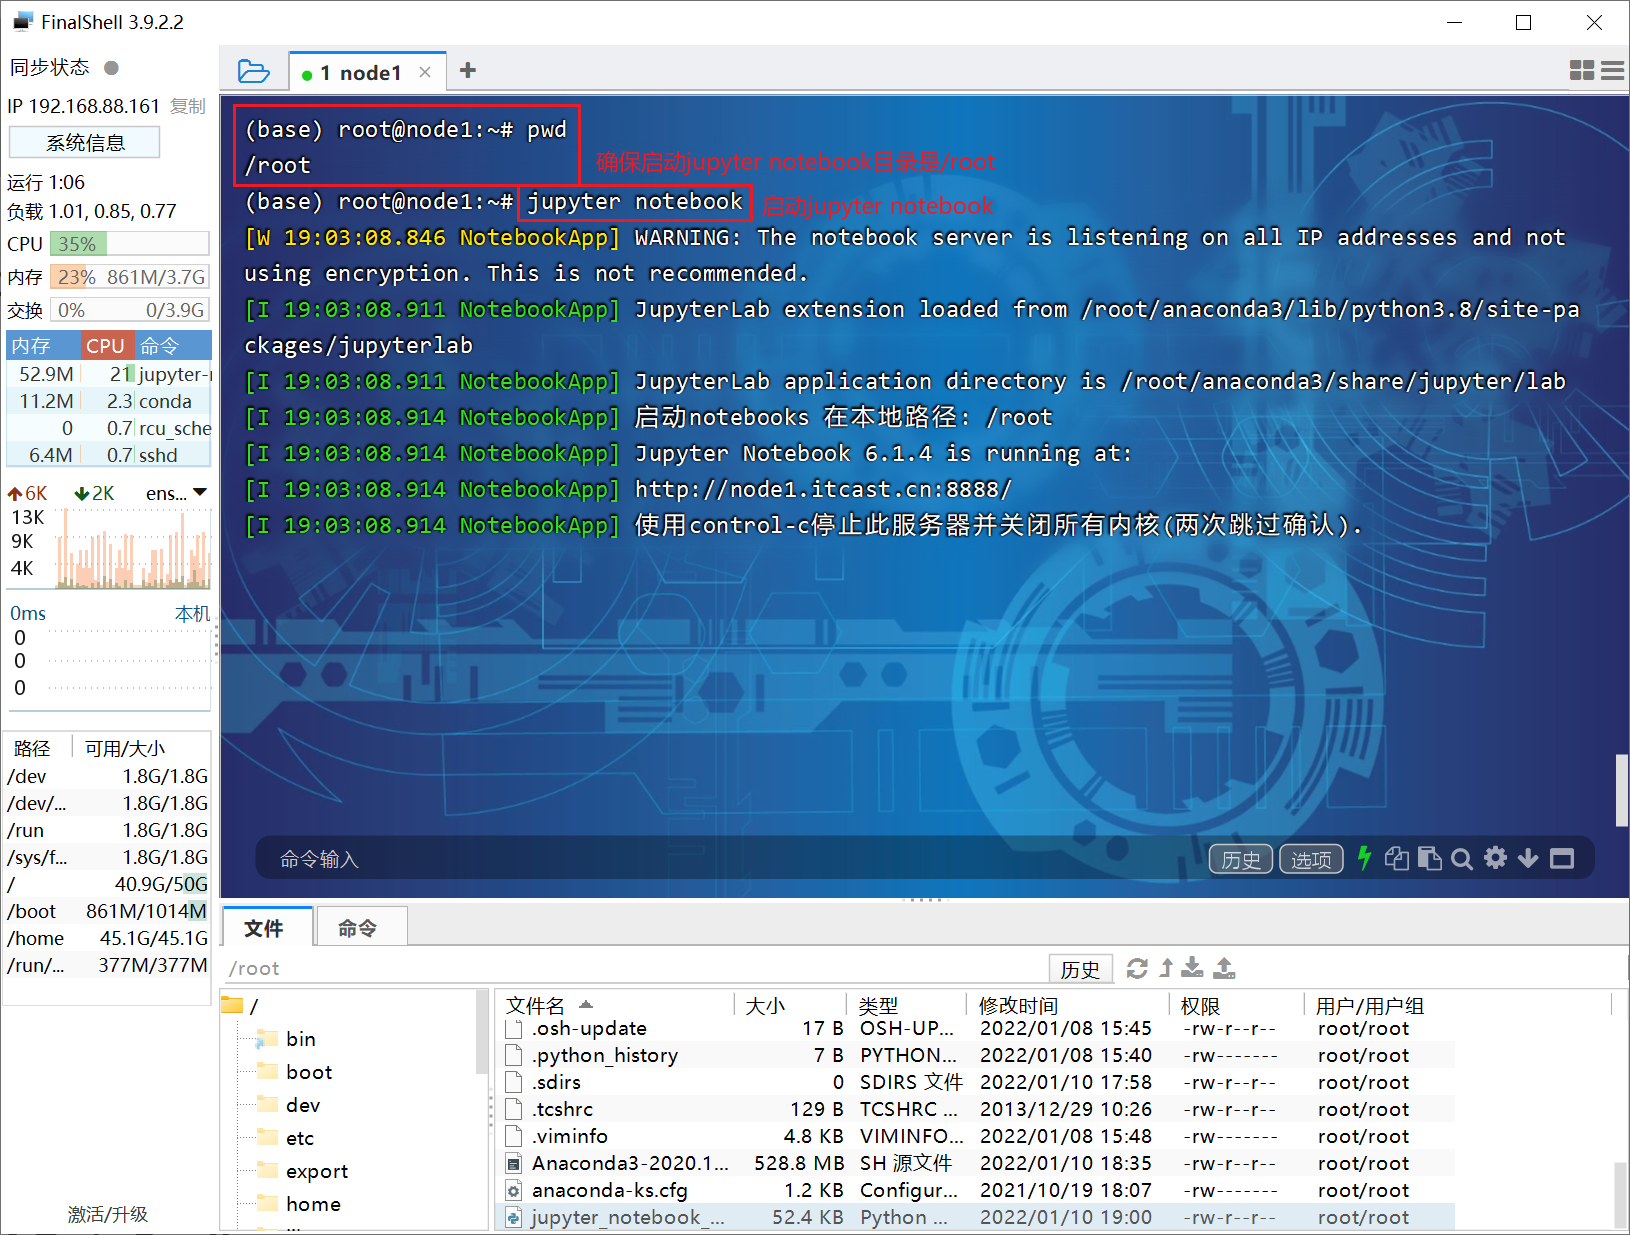 FinalShell 3.9.2.2
同步状态
IP 192.168.88.161 复制
系统信息
运行 1:06
负载 1.01, 0.85, 0.77
CPU 35%
内存 23% 861M/3.7G
交换 0% 0/3.9G
内存 CPU 命令
52.9M 21 jupyter-
11.2M 2.3 conda
0 0.7 rcu_sche
6.4M 0.7 sshd
6K 2K ens...
13K
9K
4K
0ms 本机
0
0
0
路径 可用/大小
/dev 1.8G/1.8G
/dev/... 1.8G/1.8G
/run 1.8G/1.8G
/sys/f... 1.8G/1.8G
/ 40.9G/50G
/boot 861M/1014M
/home 45.1G/45.1G
/run/... 377M/377M
激活/升级
1 node1
(base) root@node1:~# pwd
/root
确保启动jupyter notebook目录是/root
(base) root@node1:~# jupyter notebook 启动jupyter notebook
[W 19:03:08.846 NotebookApp] WARNING: The notebook server is listening on all IP addresses and not
using encryption. This is not recommended.
[I 19:03:08.911 NotebookApp] JupyterLab extension loaded from /root/anaconda3/lib/python3.8/site-pa
ckages/jupyterlab
[I 19:03:08.911 NotebookApp] JupyterLab application directory is /root/anaconda3/share/jupyter/lab
[I 19:03:08.914 NotebookApp] 启动notebooks 在本地路径: /root
[I 19:03:08.914 NotebookApp] Jupyter Notebook 6.1.4 is running at:
[I 19:03:08.914 NotebookApp] http://node1.itcast.cn:8888/
[I 19:03:08.914 NotebookApp] 使用control-c停止此服务器并关闭所有内核(两次跳过确认).
命令输入 历史 选项
文件 命令
/root 历史
/
bin
boot
dev
etc
export
home
文件名 大小 类型 修改时间 权限 用户/用户组
.osh-update 17 B OSH-UP... 2022/01/08 15:45 -rw-r--r-- root/root
.python_history 7 B PYTHON... 2022/01/08 15:40 -rw------- root/root
.sdirs 0 SDIRS 文件 2022/01/10 17:58 -rw-r--r-- root/root
.tcshrc 129 B TCSHRC ... 2013/12/29 10:26 -rw-r--r-- root/root
.viminfo 4.8 KB VIMINFO... 2022/01/08 15:48 -rw------- root/root
Anaconda3-2020.1... 528.8 MB SH 源文件 2022/01/10 18:35 -rw-r--r-- root/root
anaconda-ks.cfg 1.2 KB Configur... 2021/10/19 18:07 -rw------- root/root
jupyter_notebook_... 52.4 KB Python ... 2022/01/10 19:00 -rw-r--r-- root/root